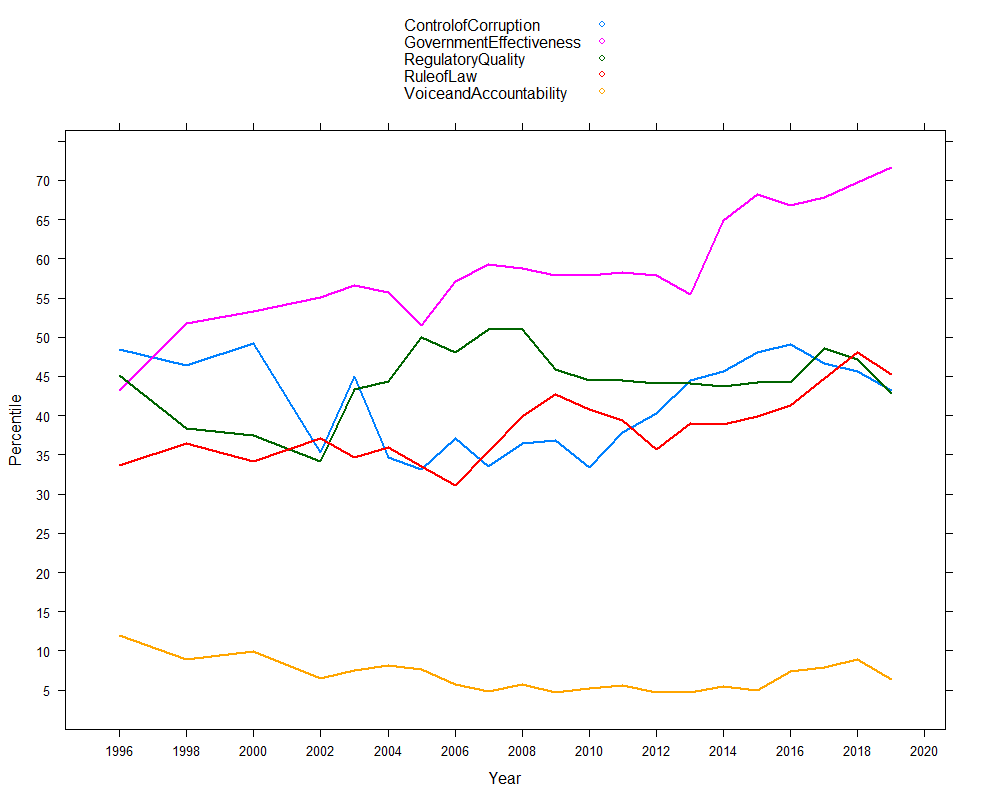 ControlofCorruption
GovernmentEffectiveness
RegulatoryQuality
RuleofLaw
VoiceandAccountability
70
65
60
55
50
45
40
35
30
25
20
15
10
5
Percentile
1996 1998 2000 2002 2004 2006 2008 2010 2012 2014 2016 2018 2020
Year